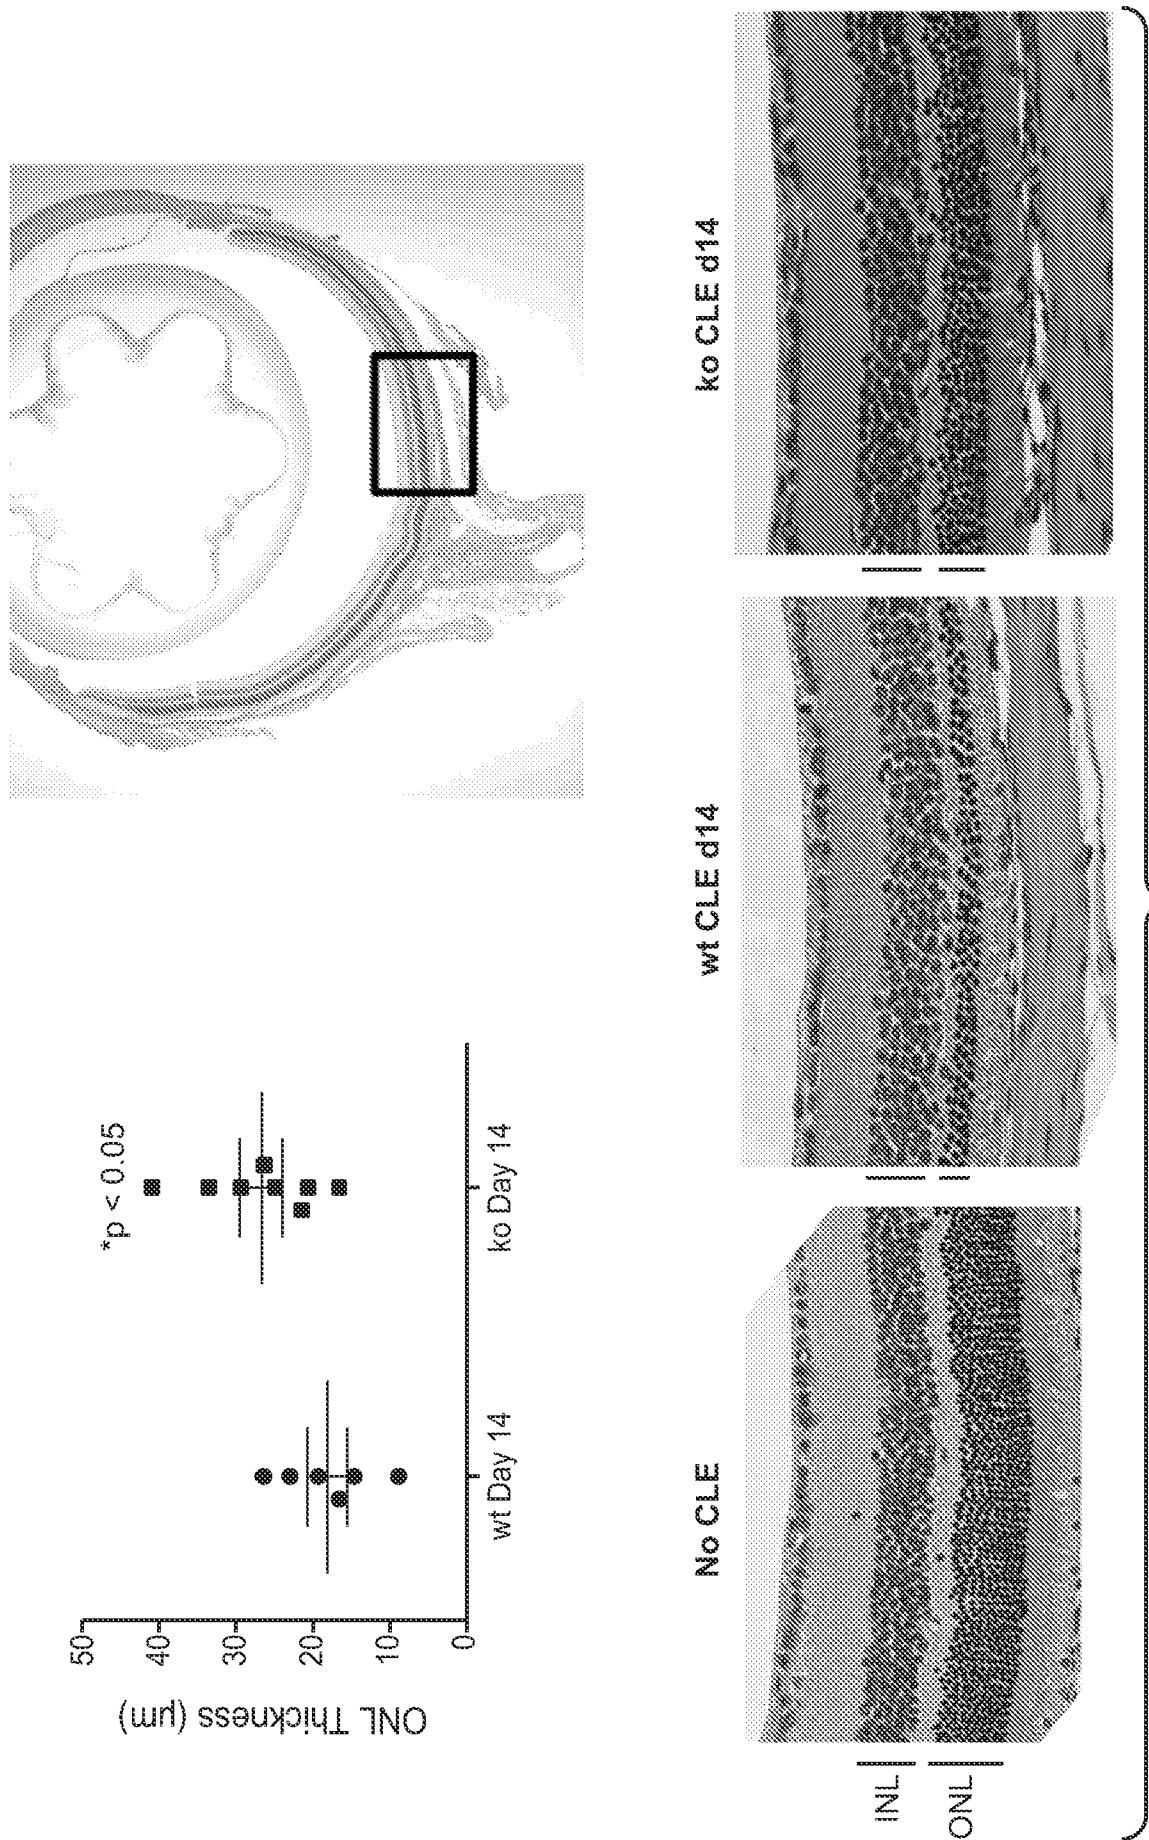 ONL Thickness (μm)
50
40
30
20
10
0
*p < 0.05
wt Day 14
ko Day 14
No CLE
wt CLE d14
ko CLE d14
INL
ONL